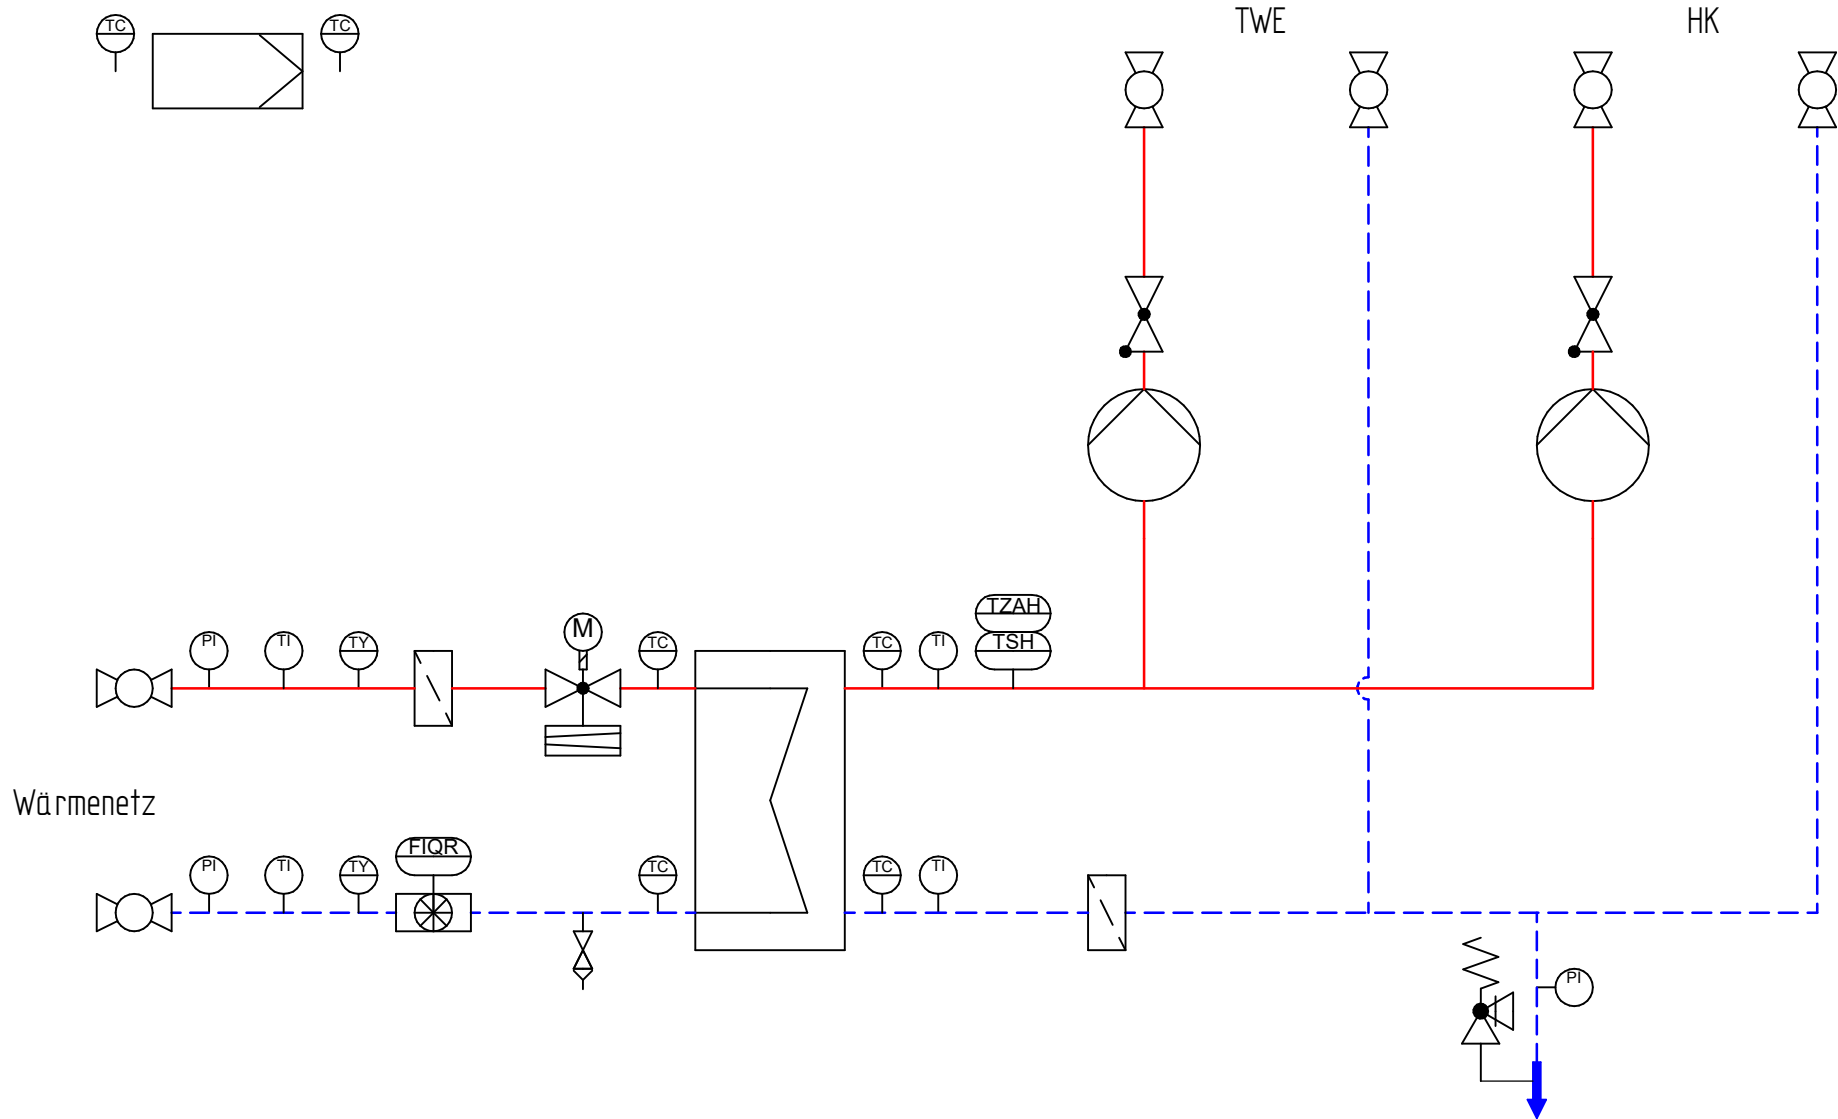 TWE HK
TC TC
TZAH
PI TI TY M TC TC TI TSH
Wärmenetz
FIQR
PI TI TY TC TC TI
PI